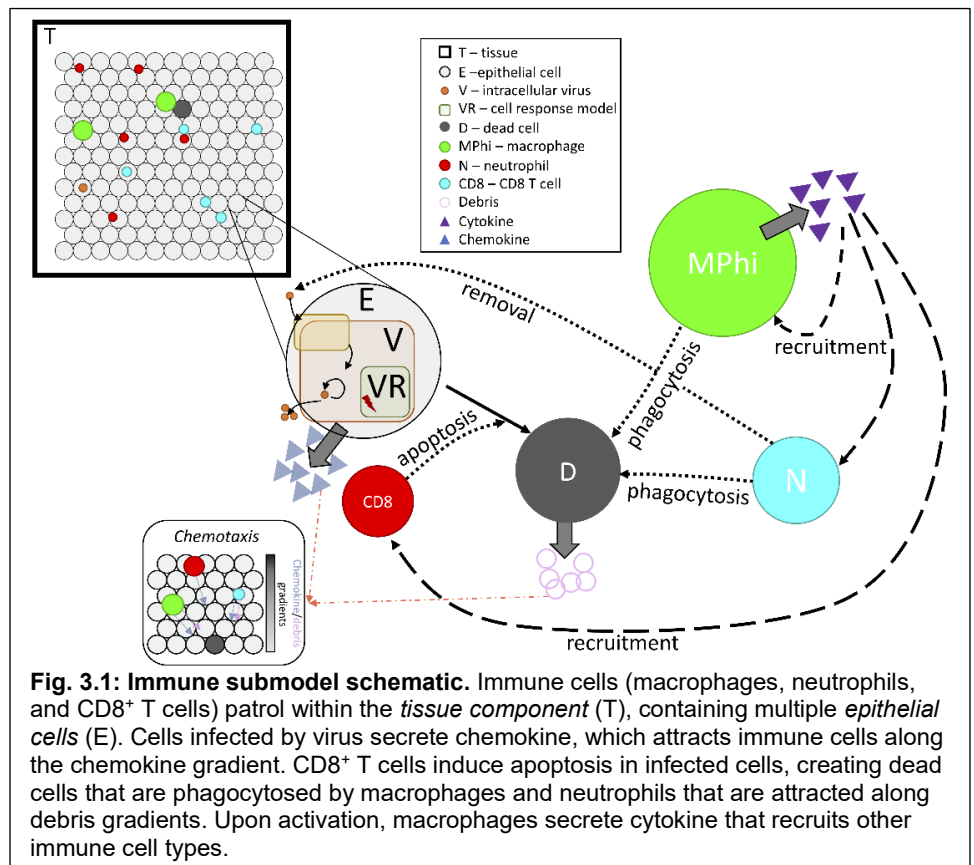 T
T – tissue
E –epithelial cell
V – intracellular virus
VR – cell response model
D – dead cell
MPhi – macrophage
N – neutrophil
CD8 – CD8 T cell
Debris
Cytokine
Chemokine
MPhi
removal
recruitment
E
V
VR
phagocytosis
apoptosis
D
phagocytosis
N
CD8
Chemotaxis
gradients
Chemokine/debris
recruitment
Fig. 3.1: Immune submodel schematic. Immune cells (macrophages, neutrophils,
and CD8⁺ T cells) patrol within the tissue component (T), containing multiple epithelial
cells (E). Cells infected by virus secrete chemokine, which attracts immune cells along
the chemokine gradient. CD8⁺ T cells induce apoptosis in infected cells, creating dead
cells that are phagocytosed by macrophages and neutrophils that are attracted along
debris gradients. Upon activation, macrophages secrete cytokine that recruits other
immune cell types.